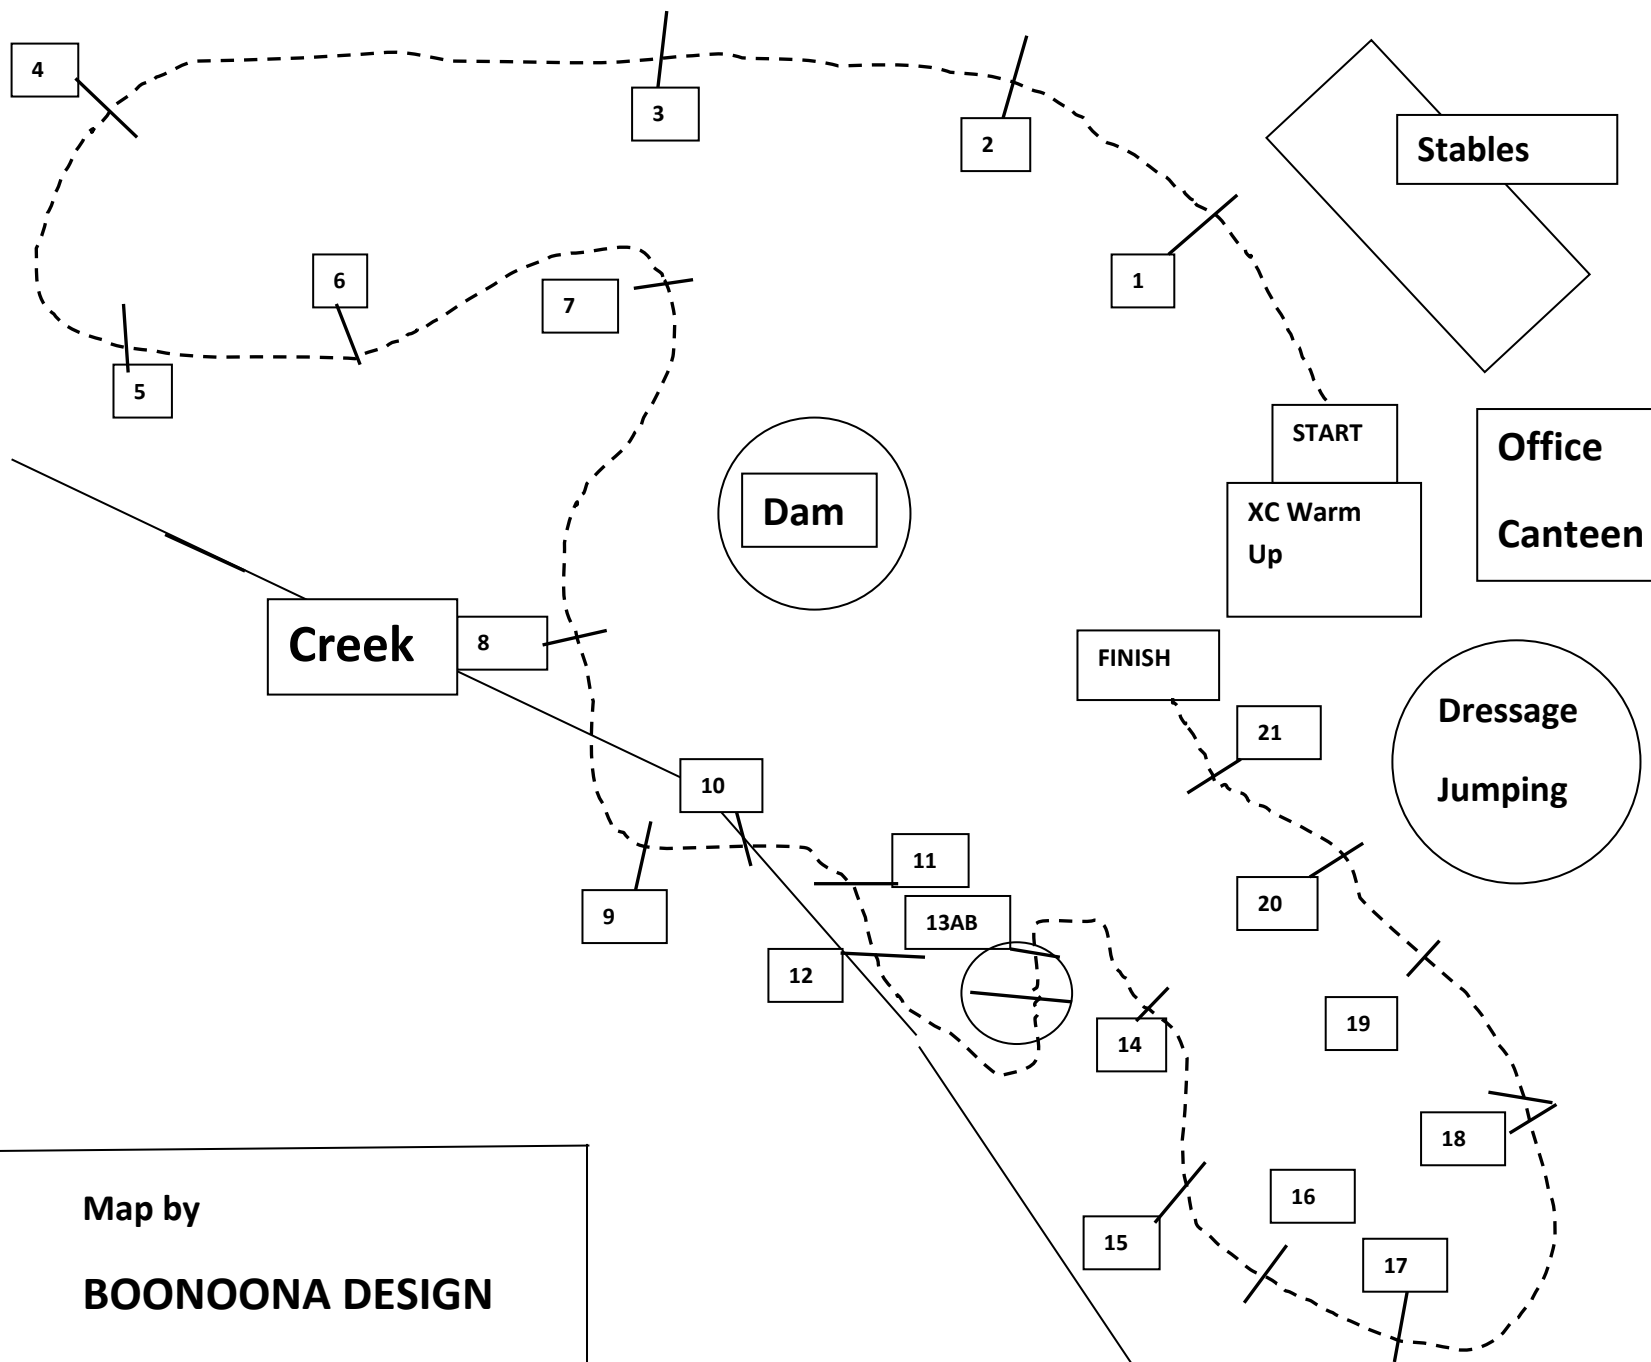 4
3
2
Stables
1
6
7
5
START
Office
Canteen
Dam
XC Warm
Up
Creek
8
FINISH
21
Dressage
Jumping
10
11
20
9
13AB
12
19
14
18
16
15
17
Map by
BOONOONA DESIGN